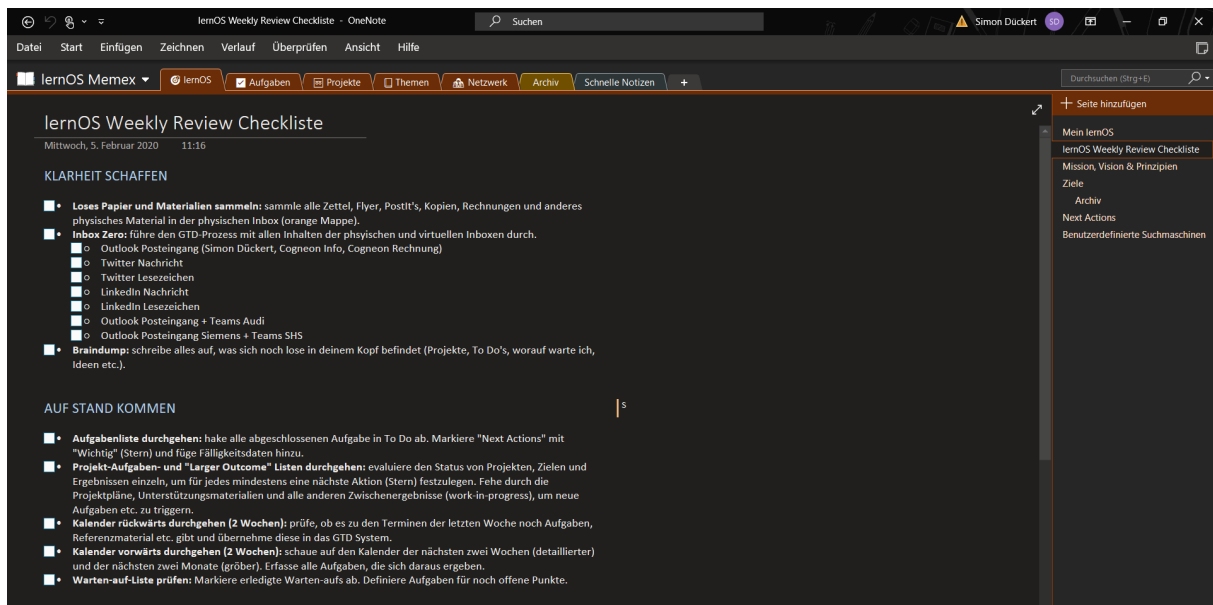 lernOS Weekly Review Checkliste - OneNote
Suchen
Simon Dückert
SD
Datei Start Einfügen Zeichnen Verlauf Überprüfen Ansicht Hilfe
lernOS Memex
lernOS
Aufgaben
Projekte
Themen
Netzwerk
Archiv
Schnelle Notizen
+
Durchsuchen (Strg+E)
lernOS Weekly Review Checkliste
Mittwoch, 5. Februar 2020 11:16
KLARHEIT SCHAFFEN
• Loses Papier und Materialien sammeln: sammle alle Zettel, Flyer, PostIt's, Kopien, Rechnungen und anderes
physisches Material in der physischen Inbox (orange Mappe).
• Inbox Zero: führe den GTD-Prozess mit allen Inhalten der phsyischen und virtuellen Inboxen durch.
o Outlook Posteingang (Simon Dückert, Cogneon Info, Cogneon Rechnung)
o Twitter Nachricht
o Twitter Lesezeichen
o LinkedIn Nachricht
o LinkedIn Lesezeichen
o Outlook Posteingang + Teams Audi
o Outlook Posteingang Siemens + Teams SHS
• Braindump: schreibe alles auf, was sich noch lose in deinem Kopf befindet (Projekte, To Do's, worauf warte ich,
Ideen etc.).
AUF STAND KOMMEN
s
• Aufgabenliste durchgehen: hake alle abgeschlossenen Aufgabe in To Do ab. Markiere "Next Actions" mit
"Wichtig" (Stern) und füge Fälligkeitsdaten hinzu.
• Projekt-Aufgaben- und "Larger Outcome" Listen durchgehen: evaluiere den Status von Projekten, Zielen und
Ergebnissen einzeln, um für jedes mindestens eine nächste Aktion (Stern) festzulegen. Fehe durch die
Projektpläne, Unterstützungsmaterialien und alle anderen Zwischenergebnisse (work-in-progress), um neue
Aufgaben etc. zu triggern.
• Kalender rückwärts durchgehen (2 Wochen): prüfe, ob es zu den Terminen der letzten Woche noch Aufgaben,
Referenzmaterial etc. gibt und übernehme diese in das GTD System.
• Kalender vorwärts durchgehen (2 Wochen): schaue auf den Kalender der nächsten zwei Wochen (detaillierter)
und der nächsten zwei Monate (gröber). Erfasse alle Aufgaben, die sich daraus ergeben.
• Warten-auf-Liste prüfen: Markiere erledigte Warten-aufs ab. Definiere Aufgaben für noch offene Punkte.
+ Seite hinzufügen
Mein lernOS
lernOS Weekly Review Checkliste
Mission, Vision & Prinzipien
Ziele
Archiv
Next Actions
Benutzerdefinierte Suchmaschinen